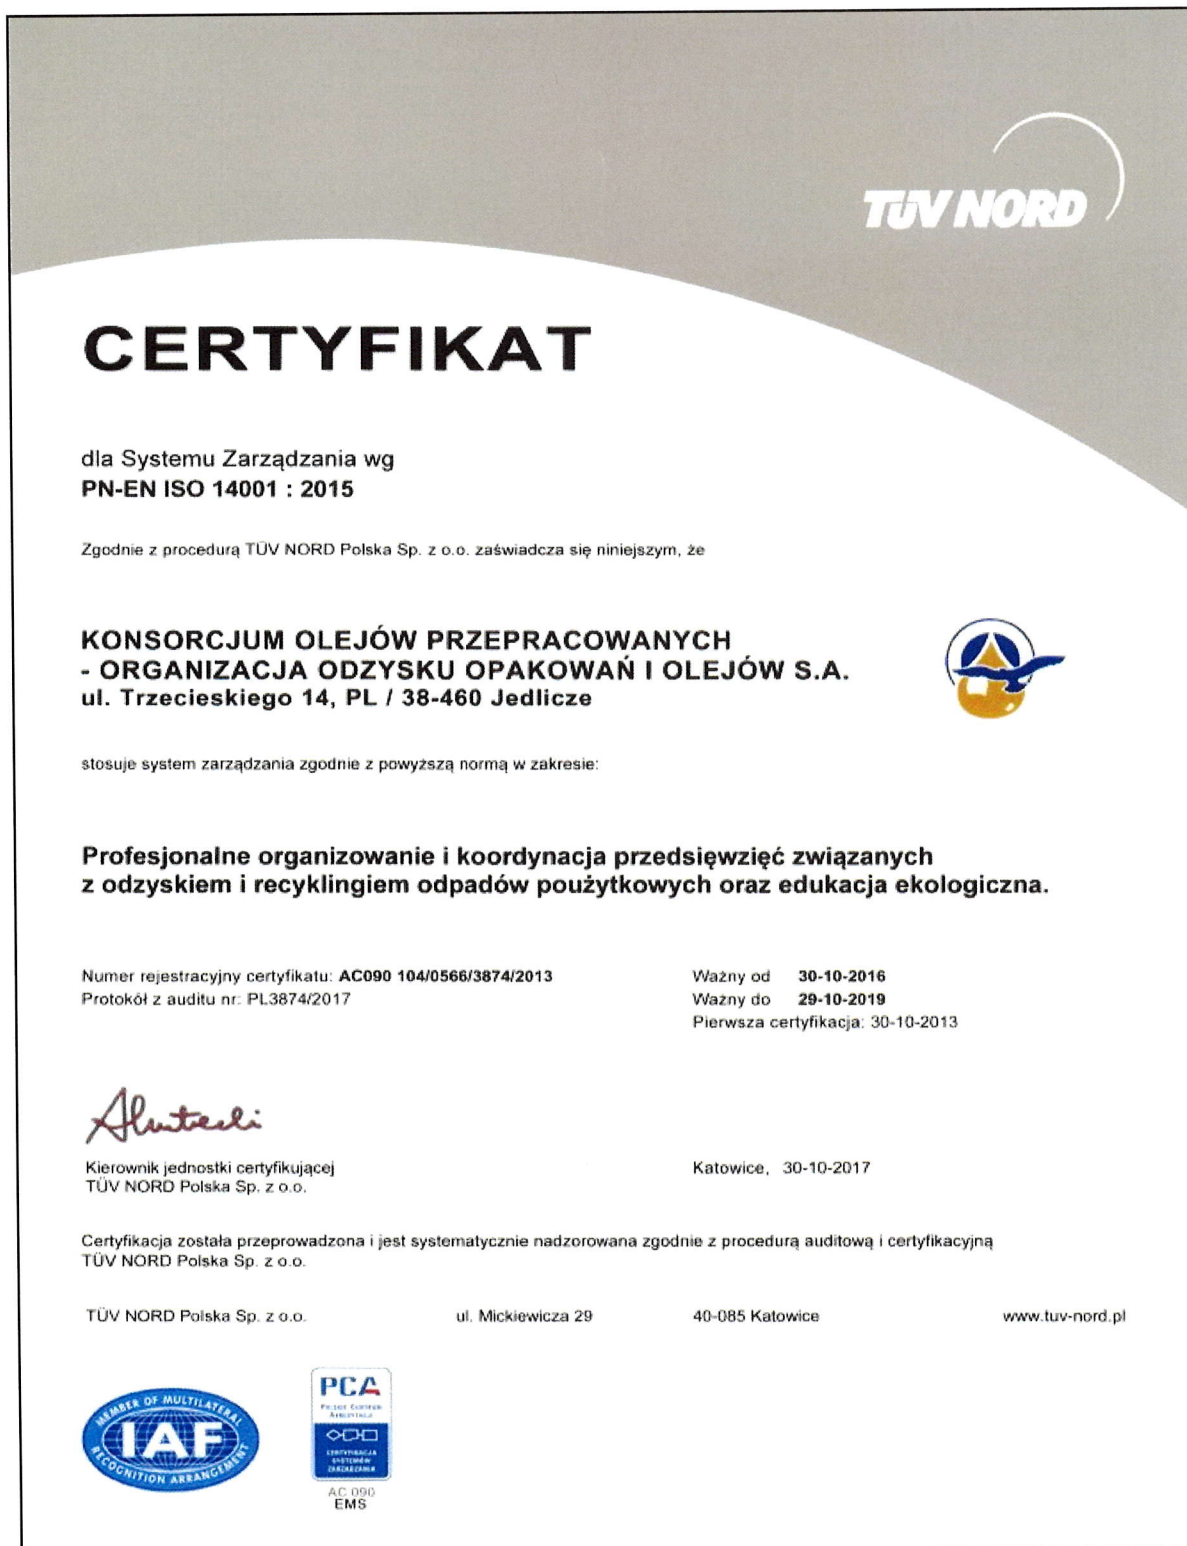 TÜV NORD
CERTYFIKAT
dla Systemu Zarządzania wg
PN-EN ISO 14001 : 2015
Zgodnie z procedurą TÜV NORD Polska Sp. z o.o. zaświadcza się niniejszym, że
KONSORCJUM OLEJÓW PRZEPRACOWANYCH
- ORGANIZACJA ODZYSKU OPAKOWAŃ I OLEJÓW S.A.
ul. Trzecieskiego 14, PL / 38-460 Jedlicze
stosuje system zarządzania zgodnie z powyższą normą w zakresie:
Profesjonalne organizowanie i koordynacja przedsięwzięć związanych
z odzyskiem i recyklingiem odpadów poużytkowych oraz edukacja ekologiczna.
Numer rejestracyjny certyfikatu: AC090 104/0566/3874/2013
Protokół z auditu nr: PL3874/2017
Ważny od 30-10-2016
Ważny do 29-10-2019
Pierwsza certyfikacja: 30-10-2013
Kierownik jednostki certyfikującej
TÜV NORD Polska Sp. z o.o.
Katowice, 30-10-2017
Certyfikacja została przeprowadzona i jest systematycznie nadzorowana zgodnie z procedurą auditową i certyfikacyjną
TÜV NORD Polska Sp. z o.o.
TÜV NORD Polska Sp. z o.o. ul. Mickiewicza 29 40-085 Katowice www.tuv-nord.pl
MEMBER OF MULTILATERAL
IAF
RECOGNITION ARRANGEMENT
PCA
POLSKIE CENTRUM
AKREDYTACJI
CERTYFIKACJA
SYSTEMÓW
ZARZĄDZANIA
AC 090
EMS